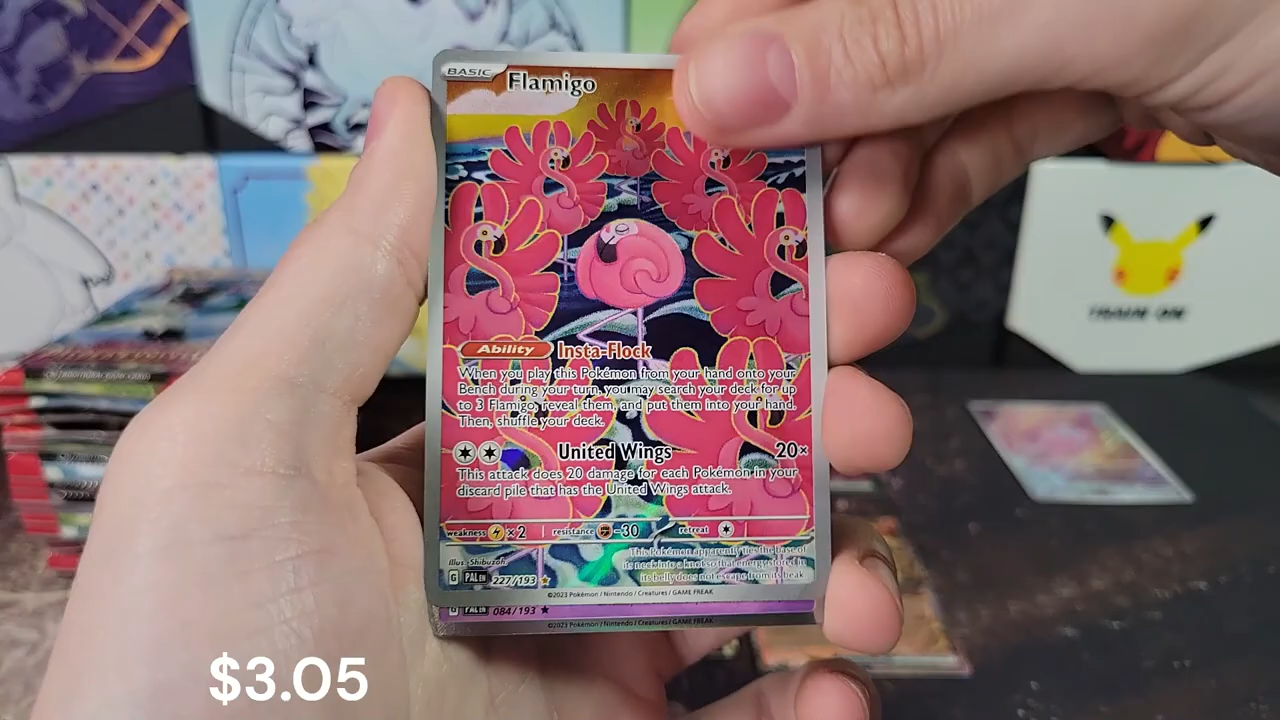 BASIC Flamigo
Ability Insta-Flock
When you play this Pokémon from your hand onto your
Bench during your turn, you may search your deck for up
to 3 Flamigo, reveal them, and put them into your hand.
Then, shuffle your deck.
United Wings 20×
This attack does 20 damage for each Pokémon in your
discard pile that has the United Wings attack.
weakness ×2 resistance -30 retreat
This Pokémon apparently ties the base of
its neck into a knot so that energy stored in
its belly does not escape from its beak
Illus. Shibuzoh.
G PAL EN 227/193
©2023 Pokémon / Nintendo / Creatures / GAME FREAK
G PAL EN 084/193
©2023 Pokémon / Nintendo / Creatures / GAME FREAK
TRAIN ON
$3.05